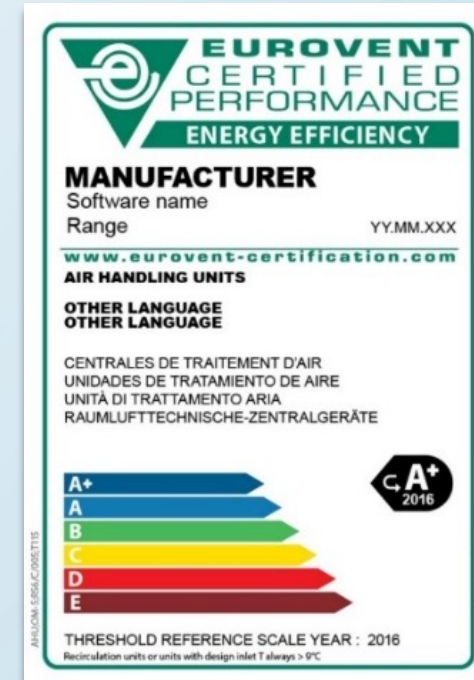 EUROVENT
CERTIFIED
PERFORMANCE
ENERGY EFFICIENCY
MANUFACTURER
Software name
Range YY.MM.XXX
www.eurovent-certification.com
AIR HANDLING UNITS
OTHER LANGUAGE
OTHER LANGUAGE
CENTRALES DE TRAITEMENT D'AIR
UNIDADES DE TRATAMIENTO DE AIRE
UNITÀ DI TRATTAMENTO ARIA
RAUMLUFTTECHNISCHE-ZENTRALGERÄTE
A+
A+
2016
A
B
C
D
E
THRESHOLD REFERENCE SCALE YEAR : 2016
Recirculation units or units with design inlet T always > 9°C